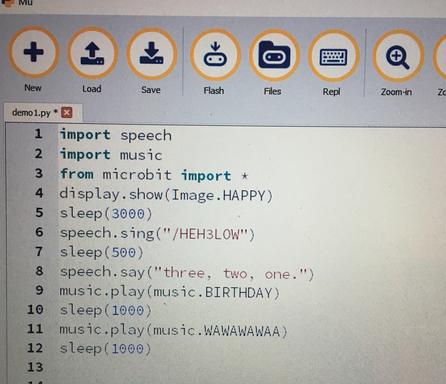 Mu
New Load Save Flash Files Repl Zoom-in
demo1.py *
1 import speech
2 import music
3 from microbit import *
4 display.show(Image.HAPPY)
5 sleep(3000)
6 speech.sing("/HEH3LOW")
7 sleep(500)
8 speech.say("three, two, one.")
9 music.play(music.BIRTHDAY)
10 sleep(1000)
11 music.play(music.WAWAWAWAA)
12 sleep(1000)
13